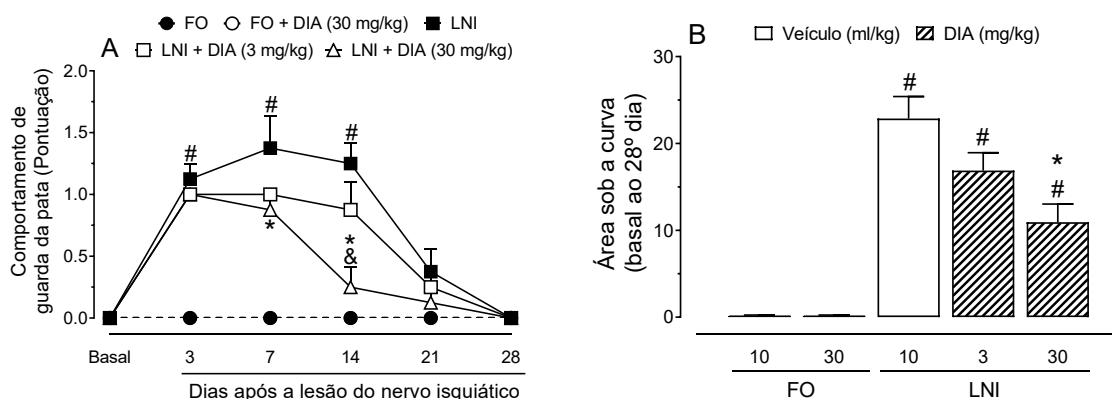 FO FO + DIA (30 mg/kg) LNI
LNI + DIA (3 mg/kg) LNI + DIA (30 mg/kg)
A
Comportamento de
guarda da pata (Pontuação)
2.0
1.5
1.0
0.5
0.0
#
#
#
*
*
&
Basal 3 7 14 21 28
Dias após a lesão do nervo isquiático
B
Veículo (ml/kg) DIA (mg/kg)
Área sob a curva
(basal ao 28º dia)
30
20
10
0
#
#
*
#
10 30 10 3 30
FO LNI